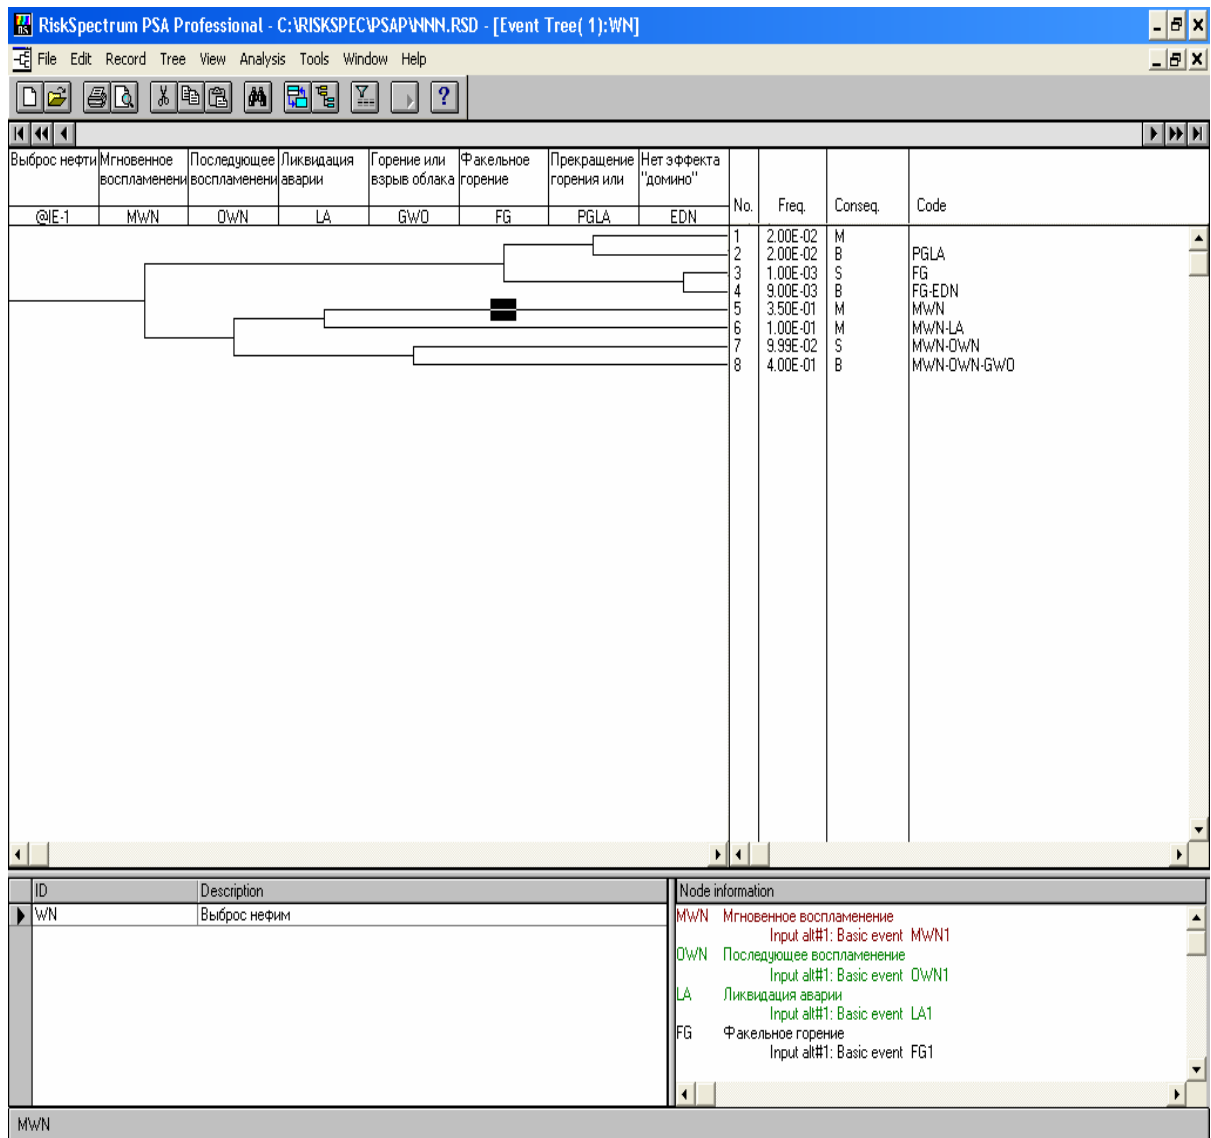 RiskSpectrum PSA Professional - C:\RISKSPEC\PSAP\NNN.RSD - [Event Tree( 1):WN]
File Edit Record Tree View Analysis Tools Window Help
Выброс нефти Мгновенное Последующее Ликвидация Горение или Факельное Прекращение Нет эффекта
воспламенени воспламенени аварии взрыв облака горение горения или "домино"
No. Freq. Conseq. Code
@IE-1 MWN OWN LA GWO FG PGLA EDN
1 2.00E-02 M
2 2.00E-02 B PGLA
3 1.00E-03 S FG
4 9.00E-03 B FG-EDN
5 3.50E-01 M MWN
6 1.00E-01 M MWN-LA
7 9.99E-02 S MWN-OWN
8 4.00E-01 B MWN-OWN-GWO
ID Description
WN Выброс нефим
Node information
MWN Мгновенное воспламенение
Input alt#1: Basic event MWN1
OWN Последующее воспламенение
Input alt#1: Basic event OWN1
LA Ликвидация аварии
Input alt#1: Basic event LA1
FG Факельное горение
Input alt#1: Basic event FG1
MWN